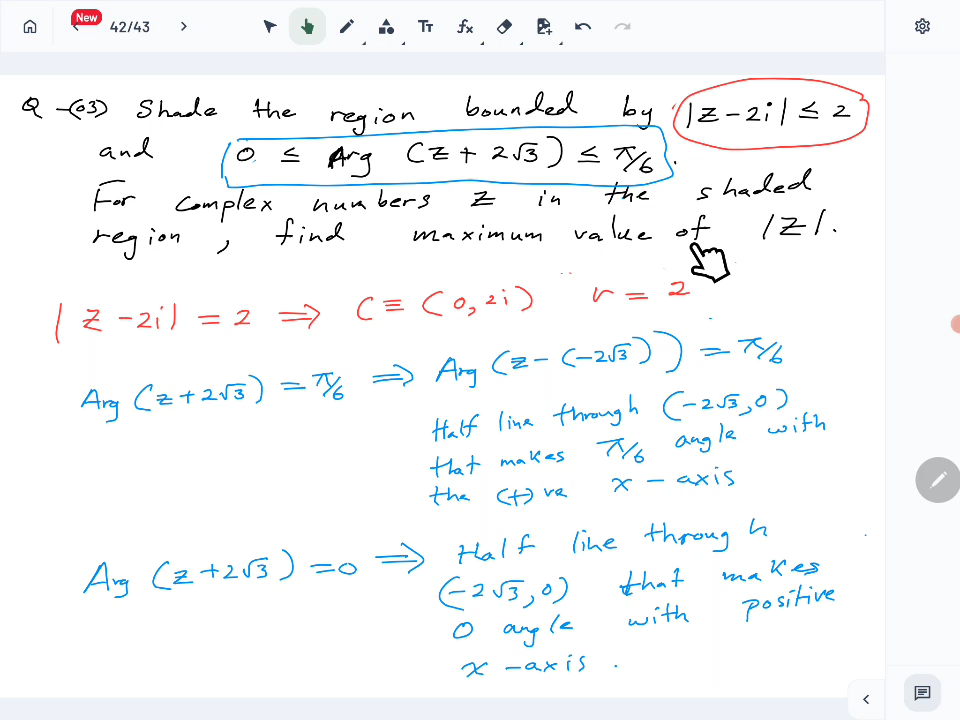 New
42/43
Tт
fx
Q-(03) Shade the region bounded by |z-2i| ≤ 2
and 0 ≤ Arg (z + 2√3) ≤ π/6.
For complex numbers z in the shaded
region, find maximum value of |z|.
|z-2i| = 2 ⟹ C ≡ (0, 2i) r = 2
Arg (z+2√3) = π/6 ⟹ Arg (z-(-2√3)) = π/6
Half line through (-2√3, 0)
that makes π/6 angle with
the (+)ve x-axis
Arg (z+2√3) = 0 ⟹ Half line through
(-2√3, 0) that makes
0 angle with positive
x-axis.